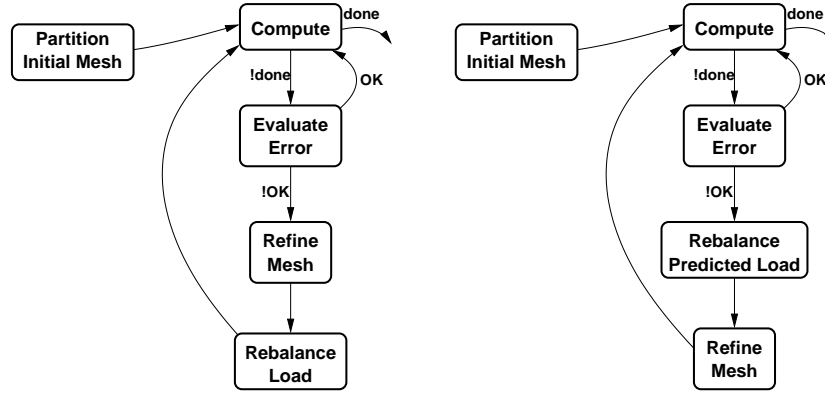 Partition
Initial Mesh
Compute
done
!done
OK
Evaluate
Error
!OK
Refine
Mesh
Rebalance
Load
Partition
Initial Mesh
Compute
done
!done
OK
Evaluate
Error
!OK
Rebalance
Predicted Load
Refine
Mesh